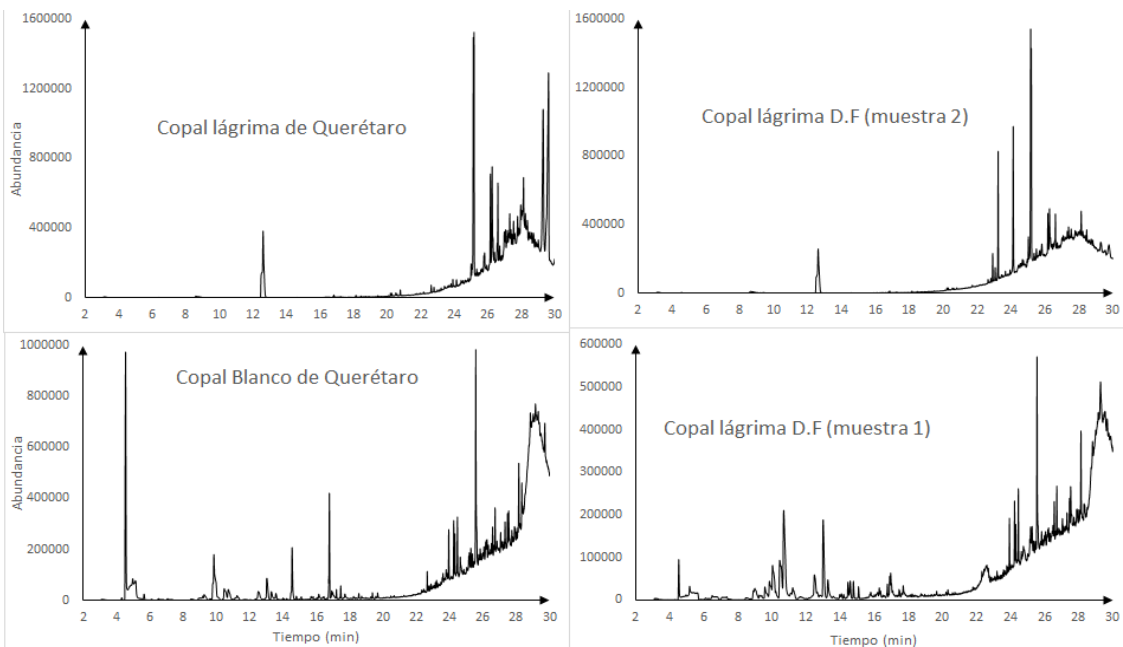 1600000
1200000
800000
400000
0
Abundancia
Copal lágrima de Querétaro
2 4 6 8 10 12 14 16 18 20 22 24 26 28 30
1600000
1200000
800000
400000
0
Copal lágrima D.F (muestra 2)
2 4 6 8 10 12 14 16 18 20 22 24 26 28 30
1000000
800000
600000
400000
200000
0
Abundancia
Copal Blanco de Querétaro
2 4 6 8 10 12 14 16 18 20 22 24 26 28 30
Tiempo (min)
600000
500000
400000
300000
200000
100000
0
Copal lágrima D.F (muestra 1)
2 4 6 8 10 12 14 16 18 20 22 24 26 28 30
Tiempo (min)